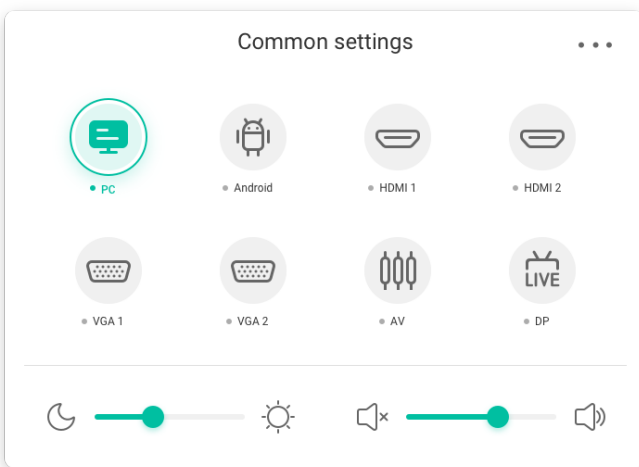 Common settings
PC
Android
HDMI 1
HDMI 2
VGA 1
VGA 2
AV
LIVE
DP